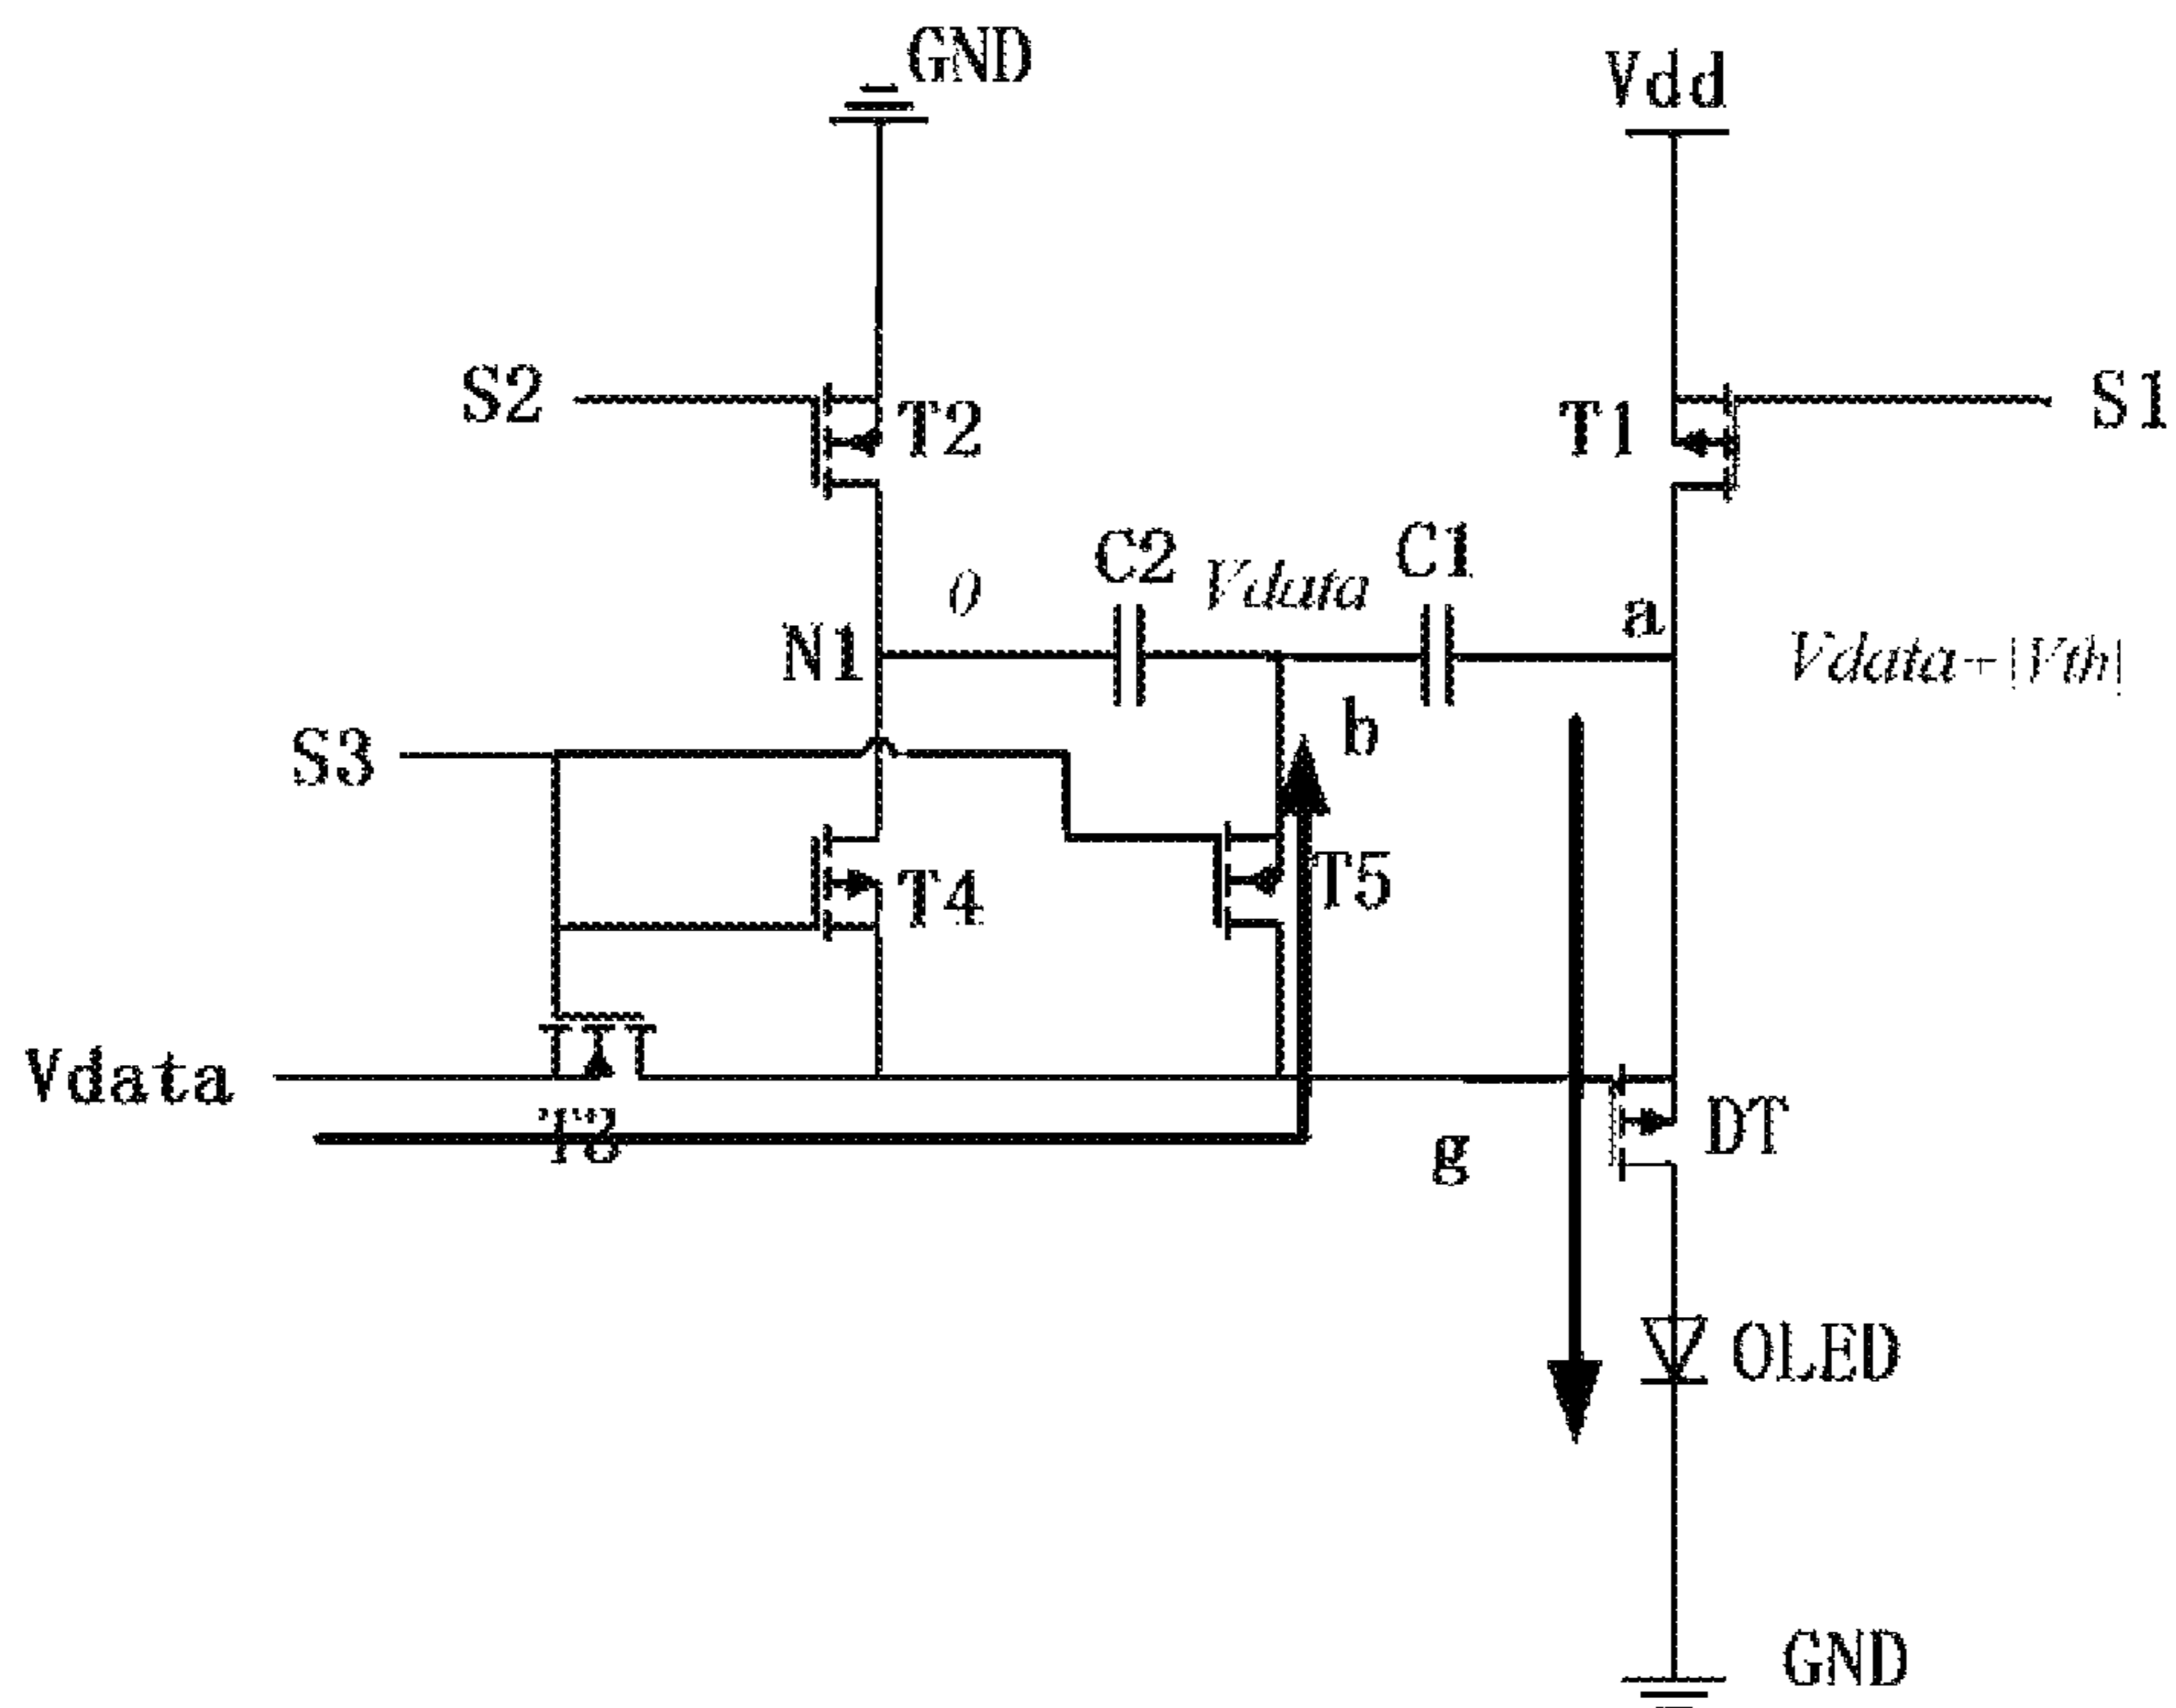 GND
Vdd
S2
T2
T1
S1
C2
Vdata
C1
0
N1
a
Vdata+|Vth|
b
S3
T4
T5
Vdata
T3
g
DT
OLED
GND